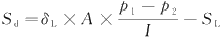 S_d = δ_L × A × (p_1 − p_2) / I − S_L